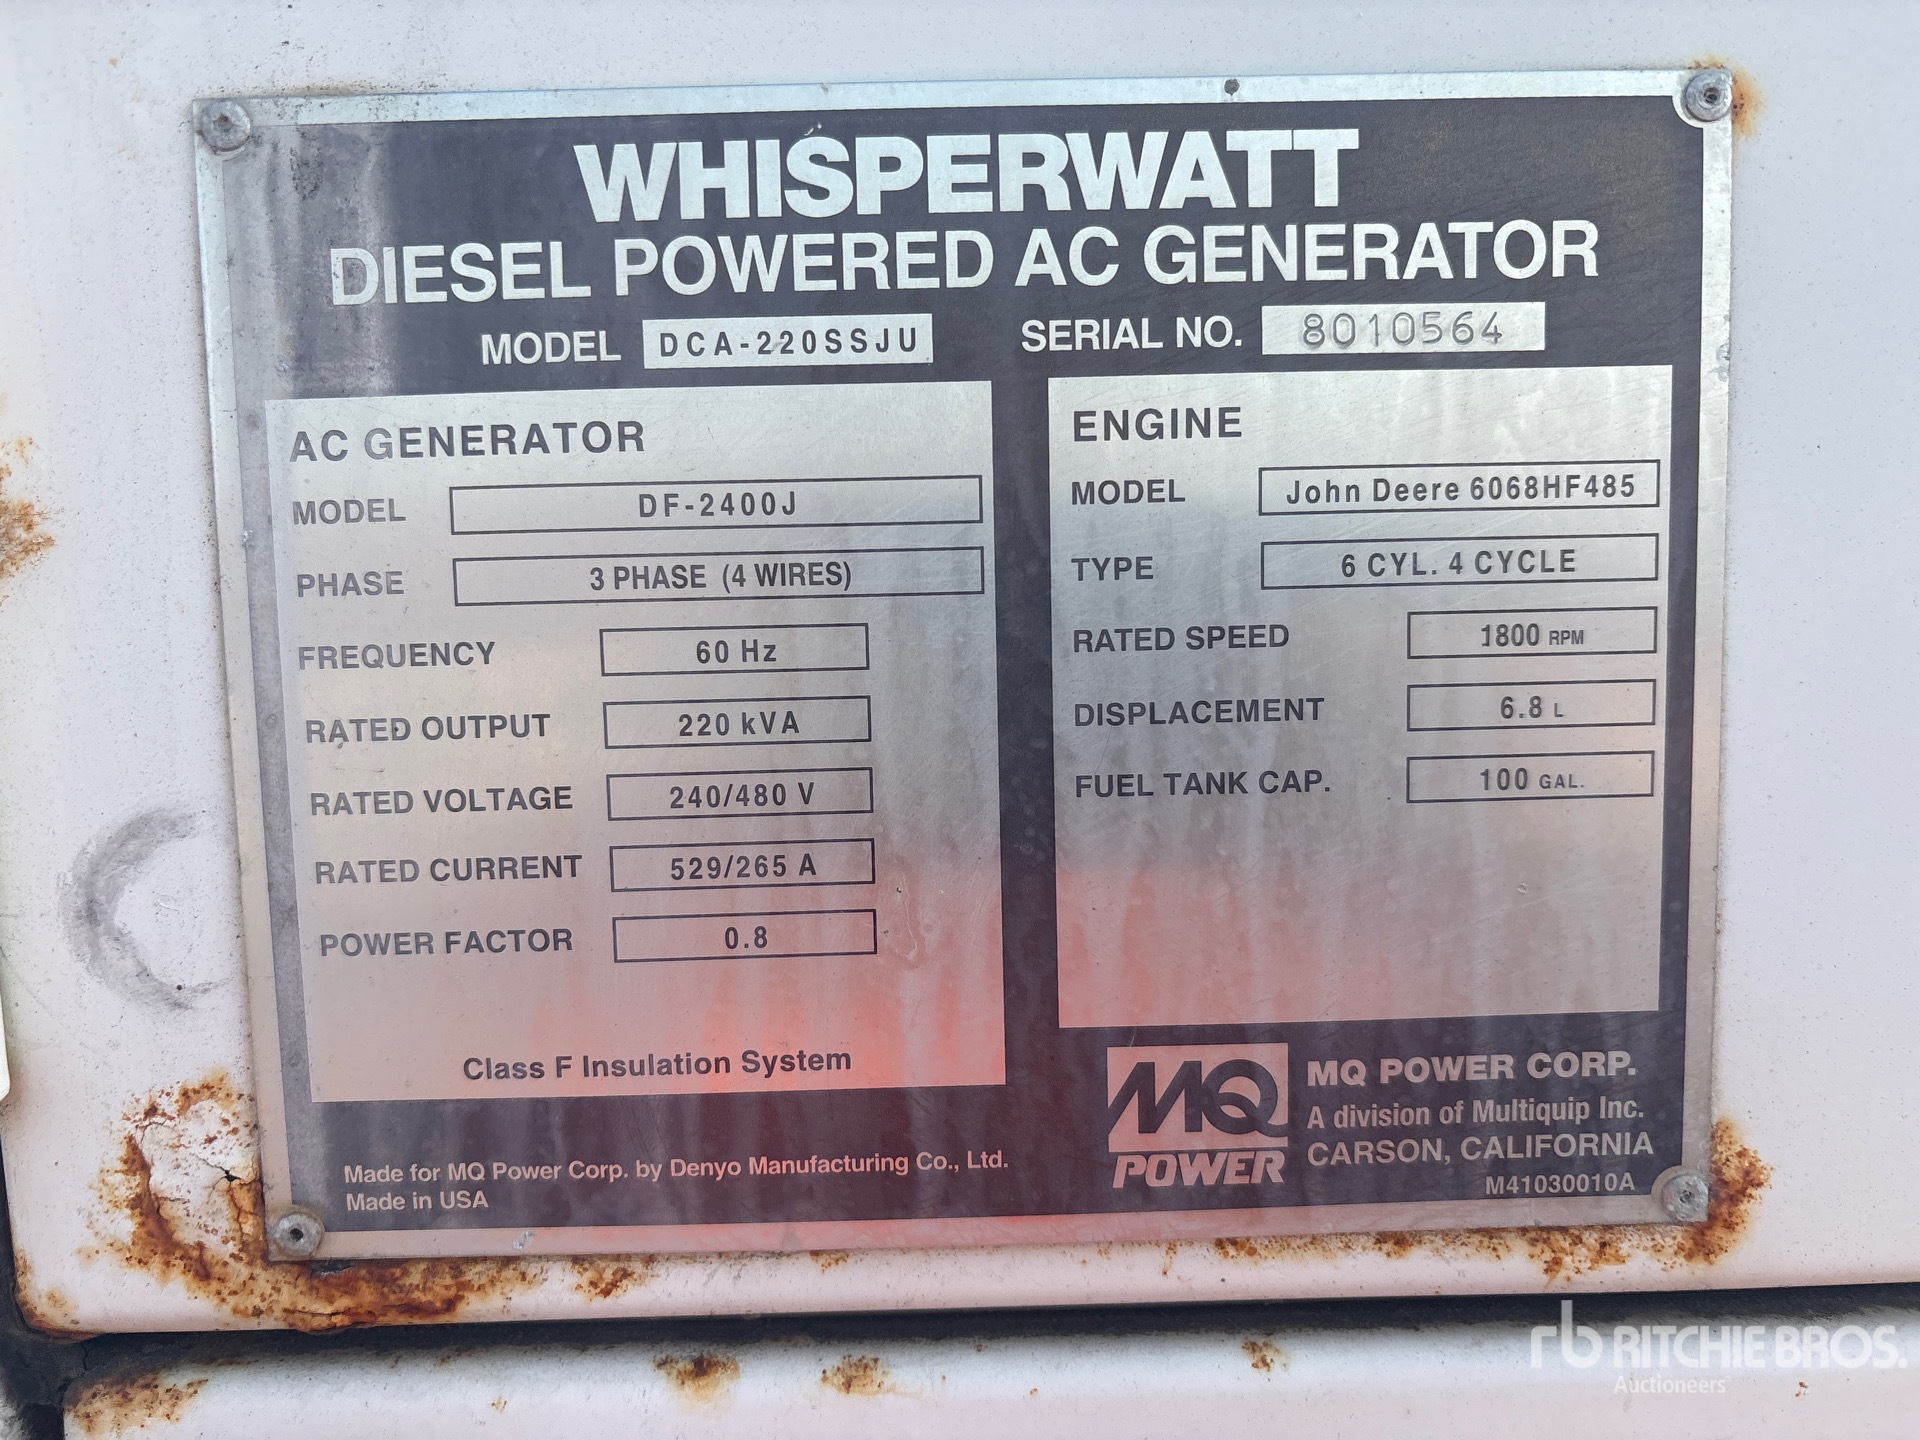 WHISPERWATT
DIESEL POWERED AC GENERATOR
MODEL DCA-220SSJU SERIAL NO. 8010564
AC GENERATOR
MODEL DF-2400J
PHASE 3 PHASE (4 WIRES)
FREQUENCY 60 Hz
RATED OUTPUT 220 kVA
RATED VOLTAGE 240/480 V
RATED CURRENT 529/265 A
POWER FACTOR 0.8
Class F Insulation System
ENGINE
MODEL John Deere 6068HF485
TYPE 6 CYL. 4 CYCLE
RATED SPEED 1800 RPM
DISPLACEMENT 6.8 L
FUEL TANK CAP. 100 GAL.
Made for MQ Power Corp. by Denyo Manufacturing Co., Ltd.
Made in USA
MQ
POWER
MQ POWER CORP.
A division of Multiquip Inc.
CARSON, CALIFORNIA
M41030010A
rb RITCHIE BROS.
Auctioneers